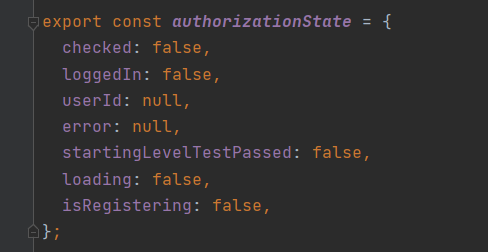 export const authorizationState = {
  checked: false,
  loggedIn: false,
  userId: null,
  error: null,
  startingLevelTestPassed: false,
  loading: false,
  isRegistering: false,
};